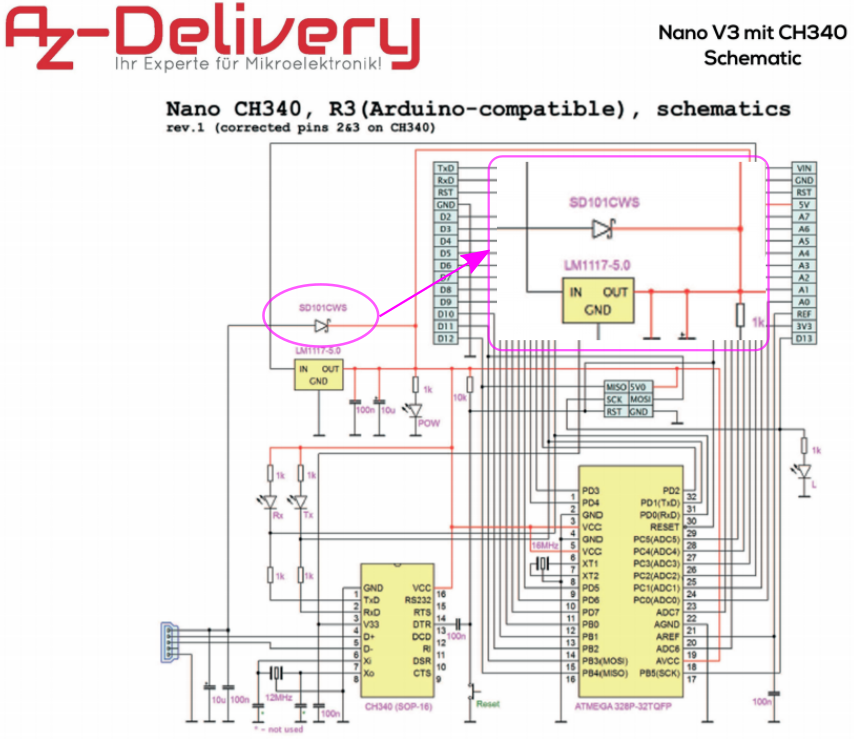 Az-Delivery
Ihr Experte für Mikroelektronik!
Nano V3 mit CH340
Schematic
Nano CH340, R3(Arduino-compatible), schematics
rev.1 (corrected pins 2&3 on CH340)
TxD
RxD
RST
GND
D2
D3
D4
D5
D6
D7
D8
D9
D10
D11
D12
SD101CWS
LM1117-5.0
IN OUT
GND
1k
VIN
GND
RST
5V
A7
A6
A5
A4
A3
A2
A1
A0
REF
3V3
D13
SD101CWS
LM1117-5.0
IN OUT
GND
100n
10u
1k
POW
10k
MISO 5V0
SCK MOSI
RST GND
1k
L
1k
1k
Rx
Tx
1k
1k
16MHz
PD3
PD4
GND
VCC
GND
VCC
XT1
XT2
PD5
PD6
PD7
PB0
PB1
PB2
PB3(MOSI)
PB4(MISO)
1
2
3
4
5
6
7
8
9
10
11
12
13
14
15
16
PD2
PD1(TxD)
PD0(RxD)
RESET
PC5(ADC5)
PC4(ADC4)
PC3(ADC3)
PC2(ADC2)
PC1(ADC1)
PC0(ADC0)
ADC7
AGND
AREF
ADC6
AVCC
PB5(SCK)
32
31
30
29
28
27
26
25
24
23
22
21
20
19
18
17
ATMEGA 328P-32TQFP
GND
TxD
RxD
V33
D+
D-
Xi
Xo
1
2
3
4
5
6
7
8
VCC
RS232
RTS
DTR
DCD
RI
DSR
CTS
16
15
14
13
12
11
10
9
CH340 (SOP-16)
100n
Reset
10u
100n
12MHz
*
*
100n
* - not used
100n